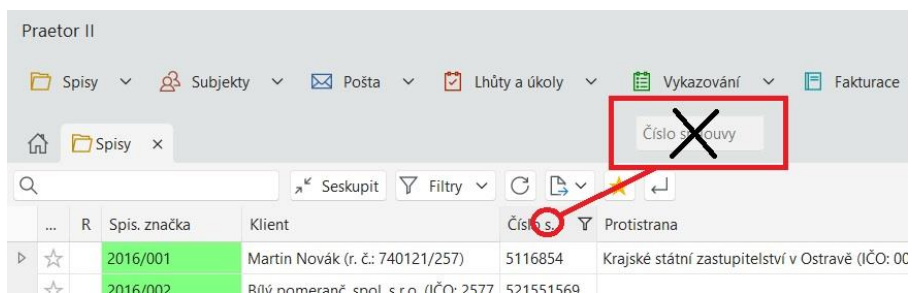 Praetor II
Spisy Subjekty Pošta Lhůty a úkoly Vykazování Fakturace
Číslo
Spisy ×
Seskupit Filtry
... R Spis. značka Klient Číslo s... Protistrana
2016/001 Martin Novák (r. č.: 740121/257) 5116854 Krajské státní zastupitelství v Ostravě (IČO: 00
2016/002 Bílý pomeranč, spol. s r.o. (IČO: 2577 521551569